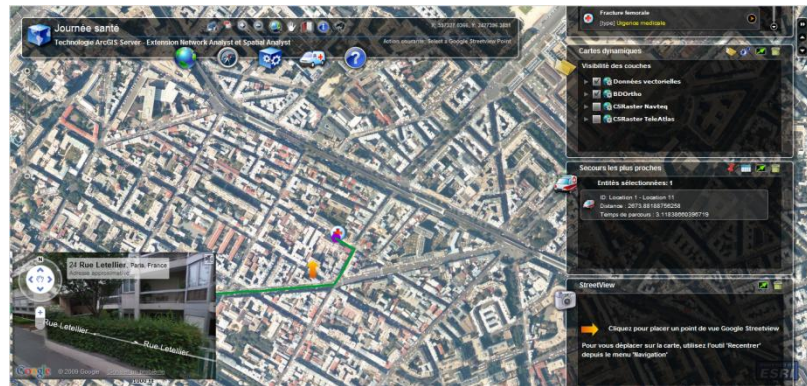 Journée santé
Technologie ArcGIS Server - Extension Network Analyst et Spatial Analyst
Fracture femorale
[type] Urgence medicale
Cartes dynamiques
Visibilité des couches
Données vectorielles
BDOrtho
CSRaster Navteq
CSRaster TeleAtlas
Secours les plus proches
Entités sélectionnées: 1
ID: Location 1 - Location 11
Distance : 2673.88188756258
Temps de parcours : 3.11838660396719
24 Rue Letellier, Paris, France
Adresse approximative
Rue Letellier
Rue Letellier
Google
© 2009 Google
StreetView
Cliquez pour placer un point de vue Google Streetview
Pour vous déplacer sur la carte, utilisez l'outil 'Recentrer'
depuis le menu 'Navigation'
ESRI